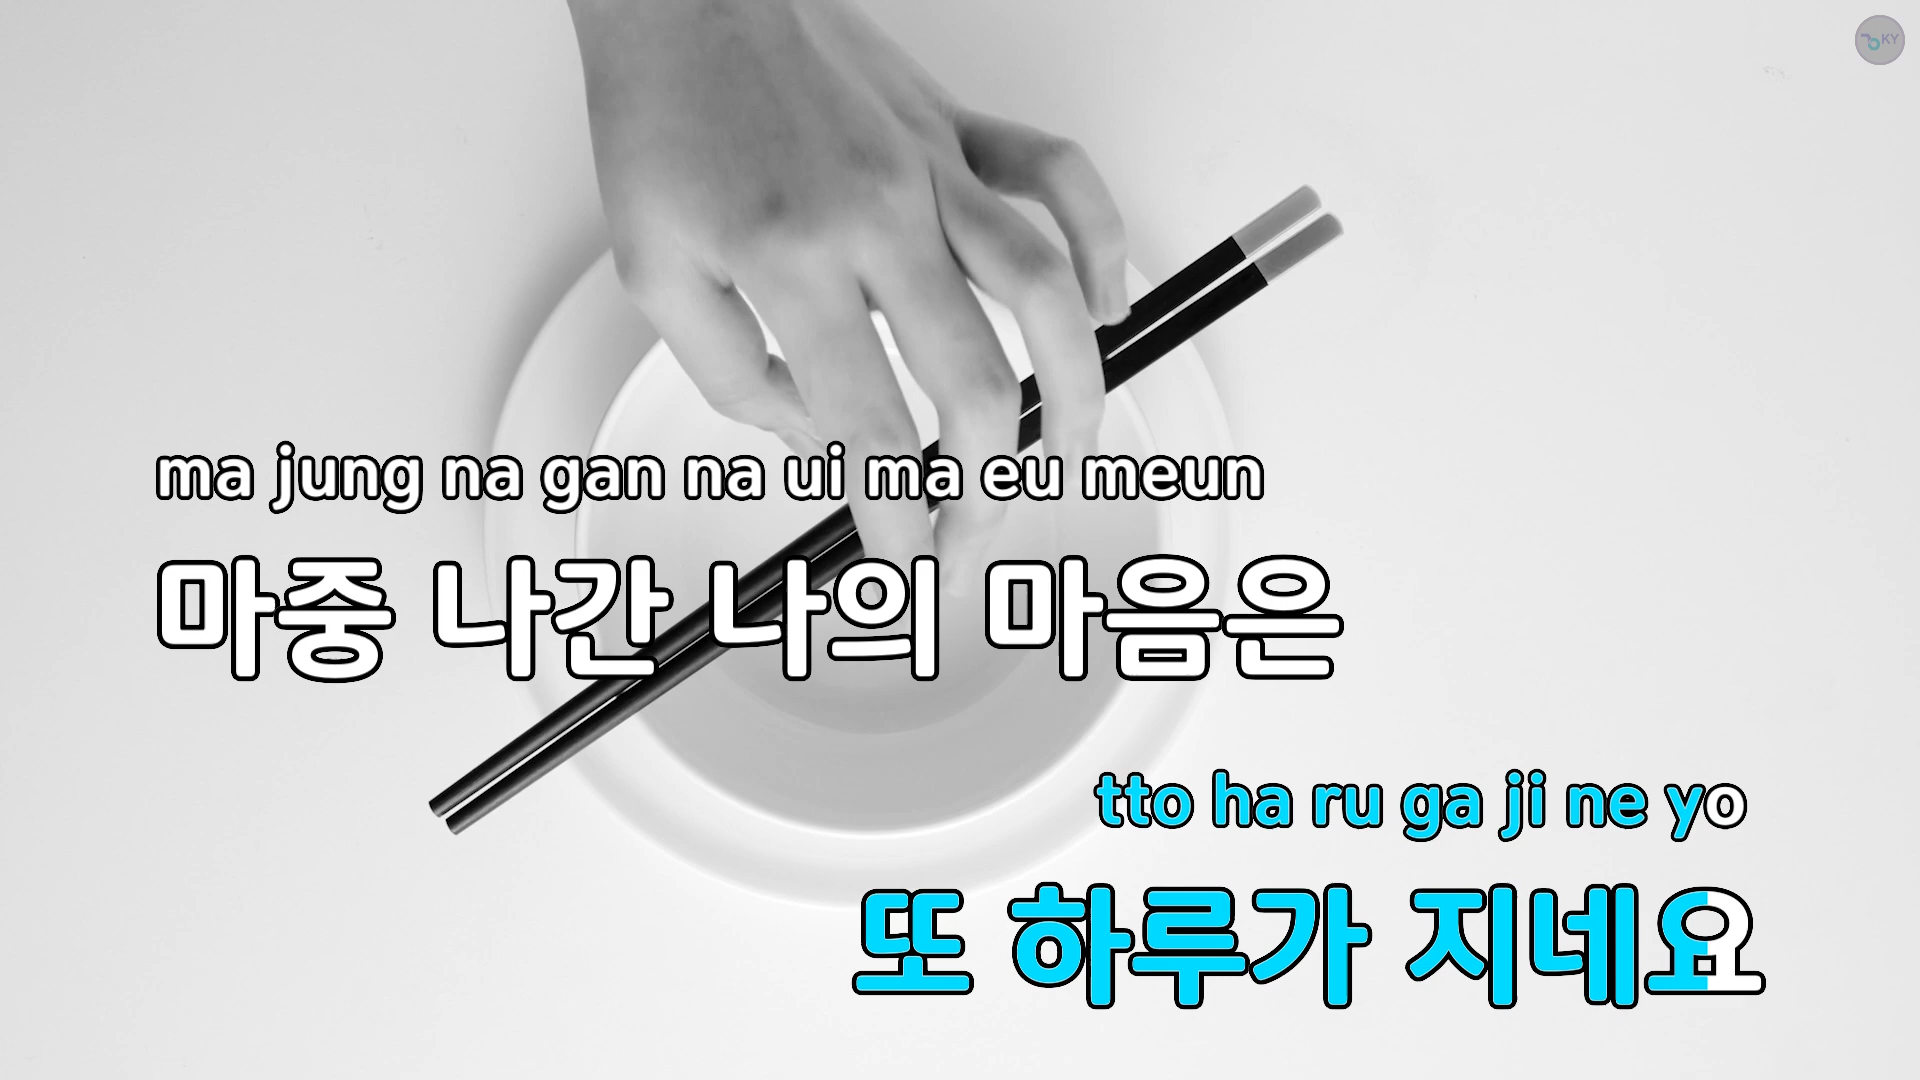 KY
ma jung na gan na ui ma eu meun
마중 나간 나의 마음은
tto ha ru ga ji ne yo
또 하루가 지네요